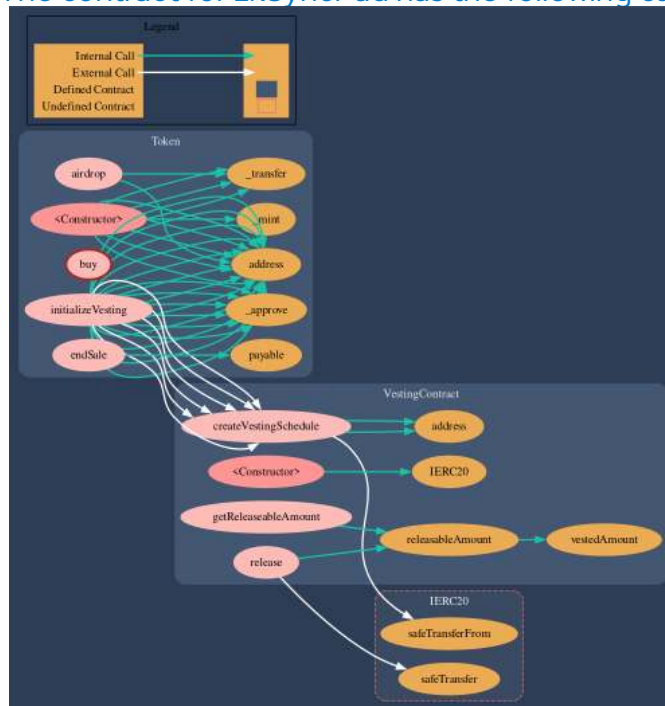 Legend
Internal Call
External Call
Defined Contract
Undefined Contract
Token
airdrop
_transfer
<Constructor>
_mint
buy
address
initializeVesting
_approve
endSale
payable
VestingContract
createVestingSchedule
address
<Constructor>
IERC20
getReleaseableAmount
releasableAmount
vestedAmount
release
IERC20
safeTransferFrom
safeTransfer